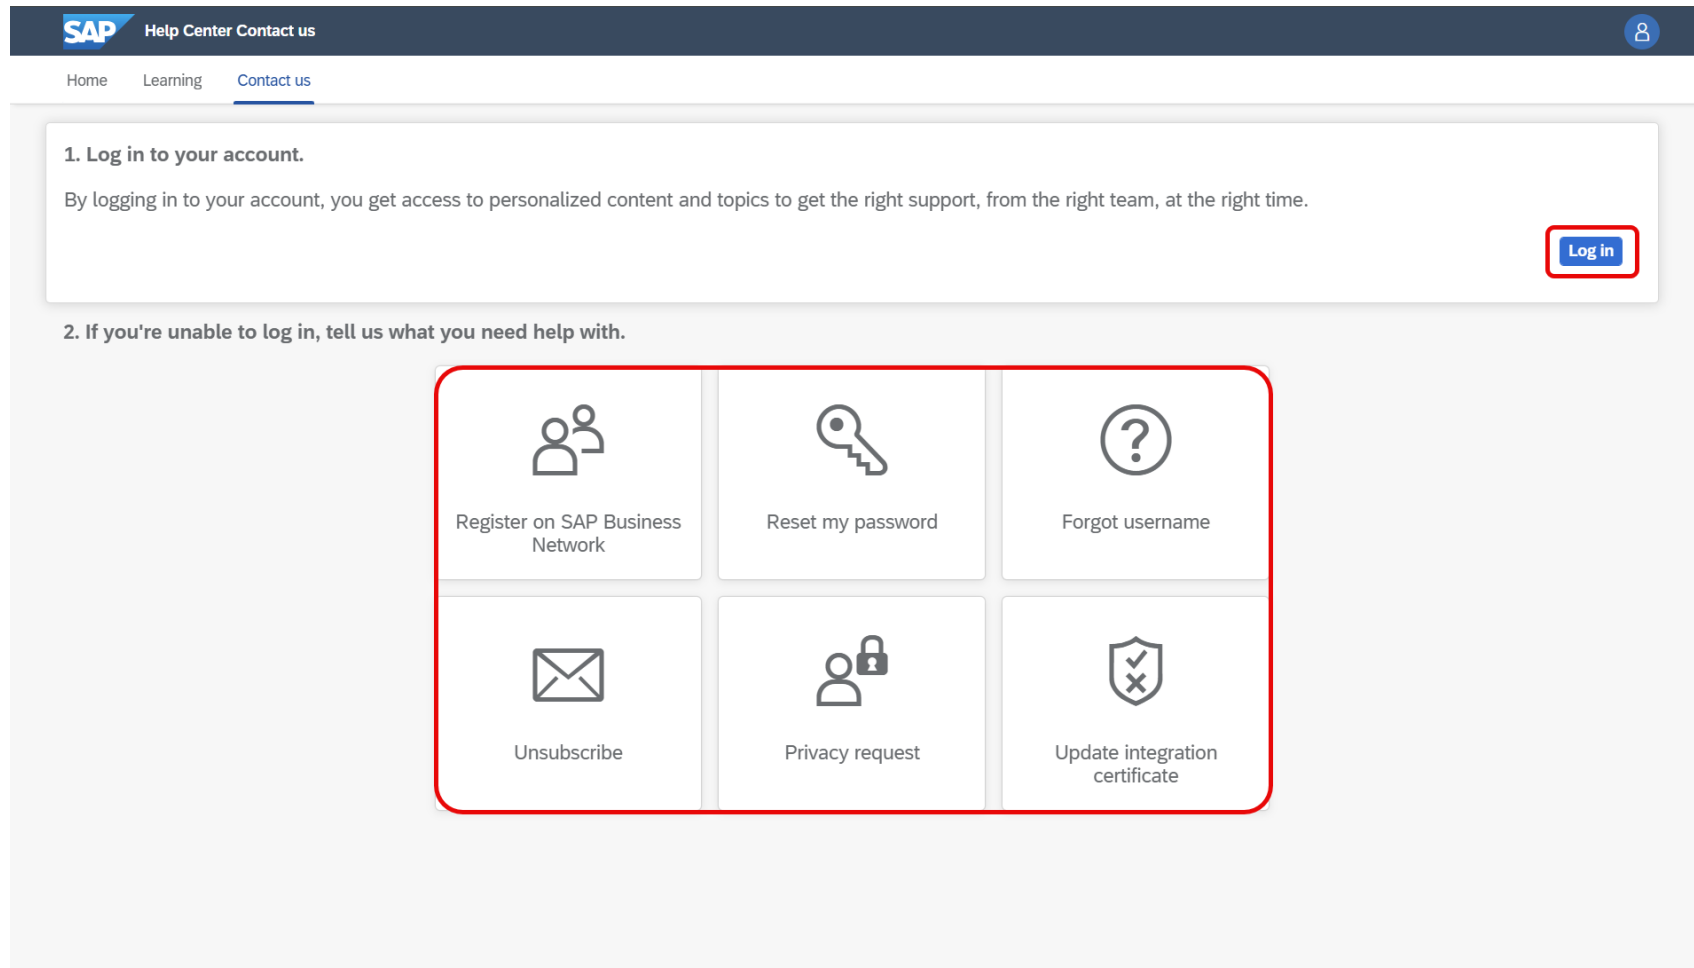 SAP Help Center Contact us
Home Learning Contact us
1. Log in to your account.
By logging in to your account, you get access to personalized content and topics to get the right support, from the right team, at the right time.
Log in
2. If you're unable to log in, tell us what you need help with.
Register on SAP Business
Network
Reset my password
Forgot username
Unsubscribe
Privacy request
Update integration
certificate